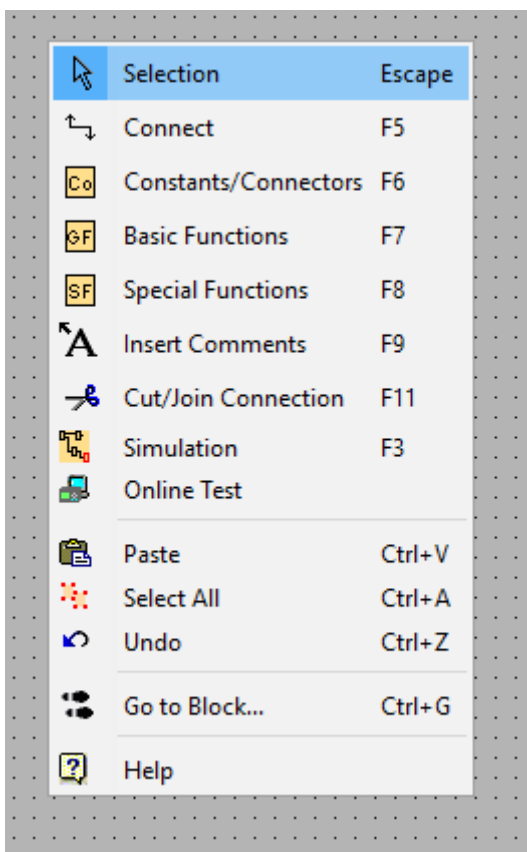 Selection Escape
Connect F5
Co Constants/Connectors F6
GF Basic Functions F7
SF Special Functions F8
A Insert Comments F9
Cut/Join Connection F11
Simulation F3
Online Test
Paste Ctrl+V
Select All Ctrl+A
Undo Ctrl+Z
Go to Block... Ctrl+G
? Help